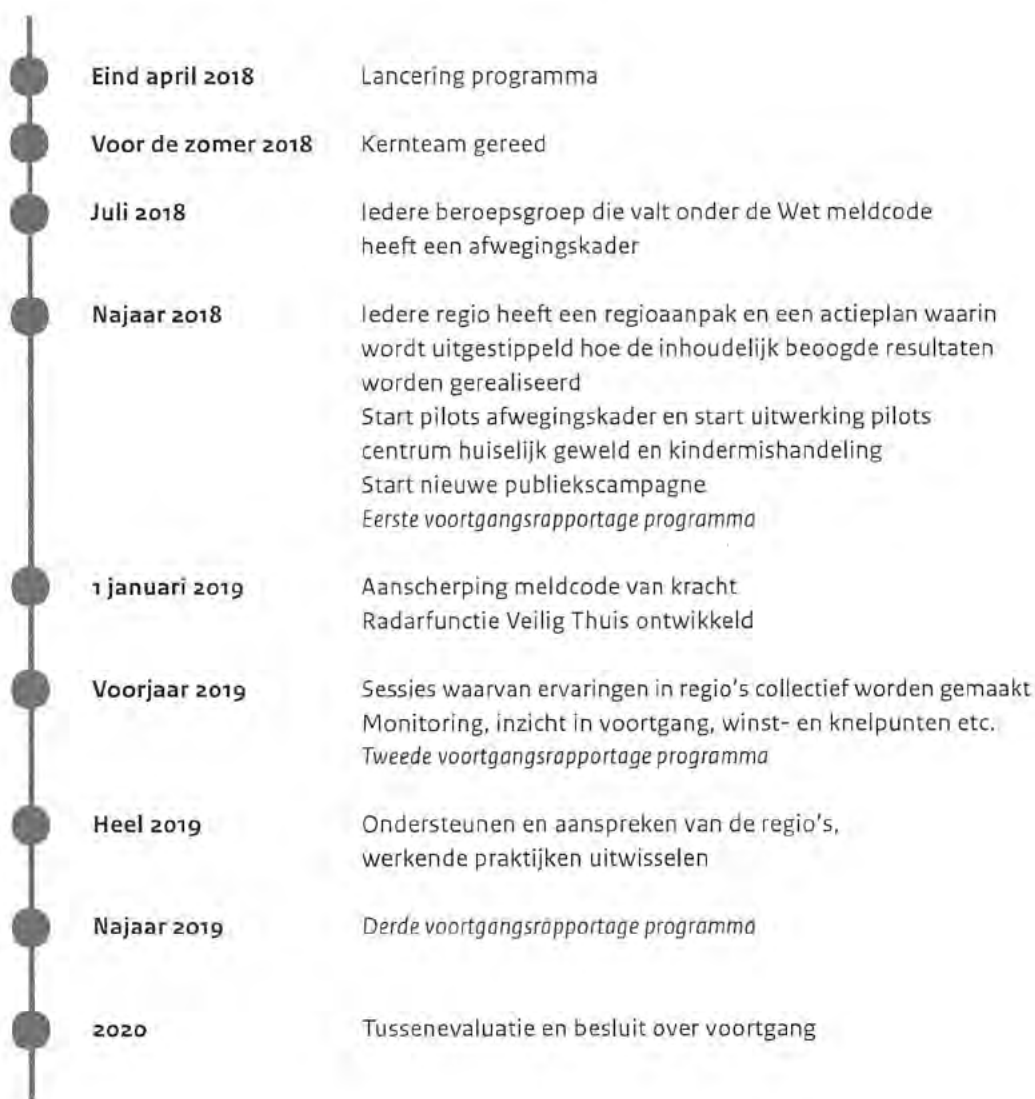 Eind april 2018 Lancering programma
Voor de zomer 2018 Kernteam gereed
Juli 2018 Iedere beroepsgroep die valt onder de Wet meldcode
heeft een afwegingskader
Najaar 2018 Iedere regio heeft een regioaanpak en een actieplan waarin
wordt uitgestippeld hoe de inhoudelijk beoogde resultaten
worden gerealiseerd
Start pilots afwegingskader en start uitwerking pilots
centrum huiselijk geweld en kindermishandeling
Start nieuwe publiekscampagne
Eerste voortgangsrapportage programma
1 januari 2019 Aanscherping meldcode van kracht
Radarfunctie Veilig Thuis ontwikkeld
Voorjaar 2019 Sessies waarvan ervaringen in regio's collectief worden gemaakt
Monitoring, inzicht in voortgang, winst- en knelpunten etc.
Tweede voortgangsrapportage programma
Heel 2019 Ondersteunen en aanspreken van de regio's,
werkende praktijken uitwisselen
Najaar 2019 Derde voortgangsrapportage programma
2020 Tussenevaluatie en besluit over voortgang